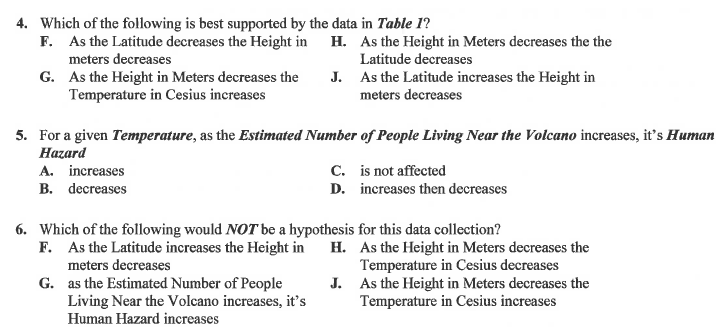 4. Which of the following is best supported by the data in Table 1?
F. As the Latitude decreases the Height in
meters decreases
G. As the Height in Meters decreases the
Temperature in Cesius increases
H. As the Height in Meters decreases the the
Latitude decreases
J. As the Latitude increases the Height in
meters decreases
5. For a given Temperature, as the Estimated Number of People Living Near the Volcano increases, it's Human
Hazard
A. increases
B. decreases
C. is not affected
D. increases then decreases
6. Which of the following would NOT be a hypothesis for this data collection?
F. As the Latitude increases the Height in
meters decreases
G. as the Estimated Number of People
Living Near the Volcano increases, it's
Human Hazard increases
H. As the Height in Meters decreases the
Temperature in Cesius decreases
J. As the Height in Meters decreases the
Temperature in Cesius increases